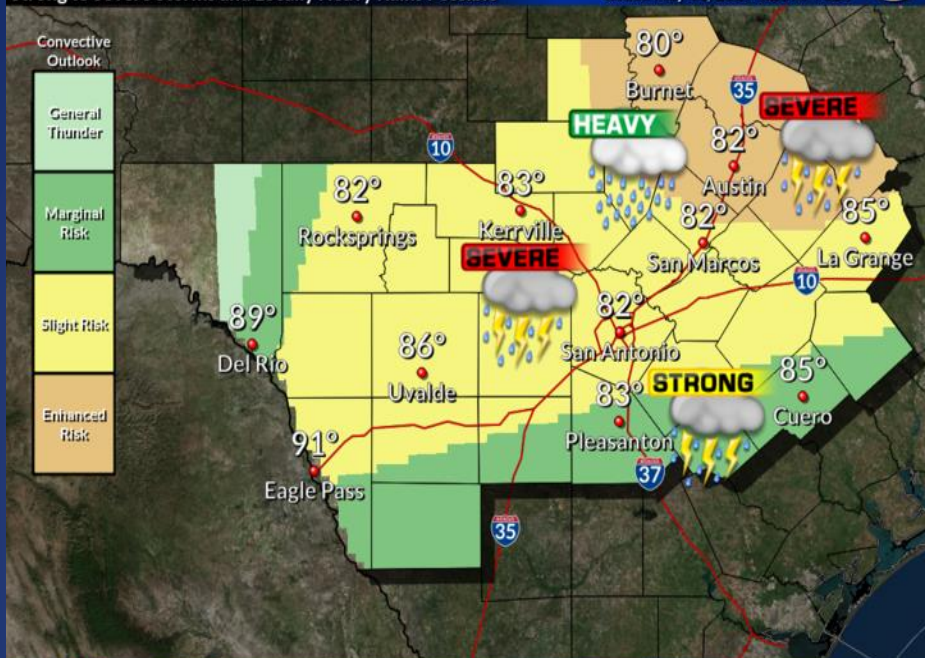 Convective
Outlook
General
Thunder
Marginal
Risk
Slight Risk
Enhanced
Risk
80°
Burnet
35
SEVERE
HEAVY
10
82°
Austin
82°
Rocksprings
83°
Kerrville
82°
San Marcos
85°
La Grange
SEVERE
10
89°
Del Rio
86°
Uvalde
82°
San Antonio
STRONG
83°
Pleasanton
85°
Cuero
91°
Eagle Pass
37
35